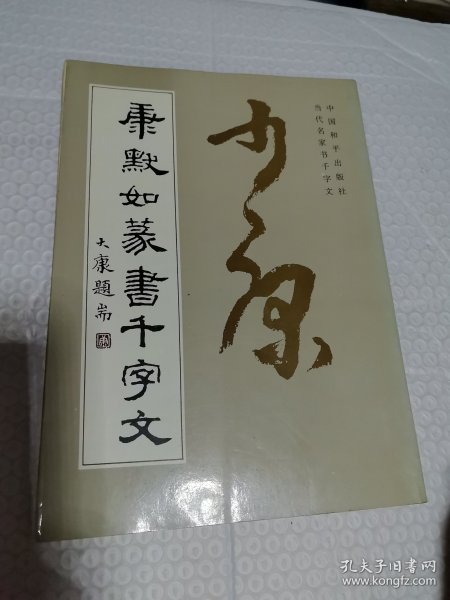 中国和平出版社
当代名家书千字文
康默如篆書千字文
大康題耑
孔夫子旧书网
www.kongfz.com